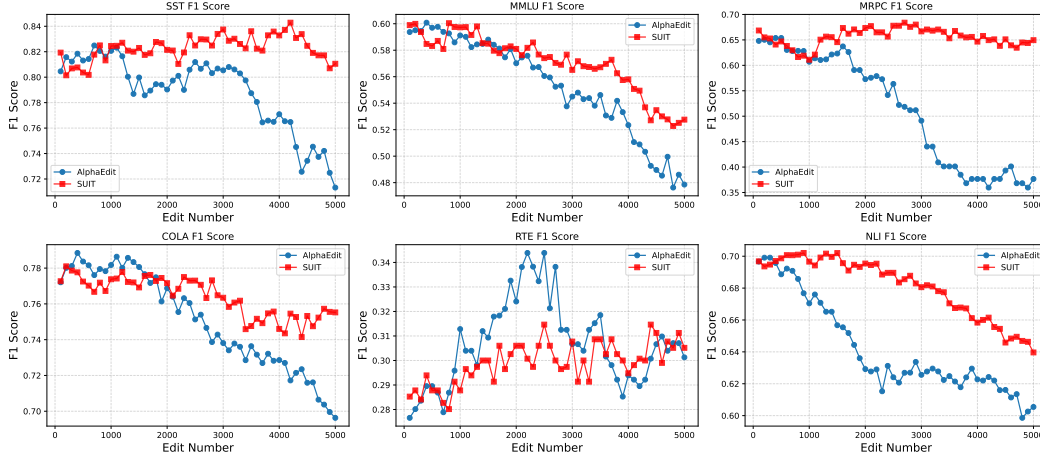 SST F1 Score
F1 Score
0.84
0.82
0.80
0.78
0.76
0.74
0.72
AlphaEdit
SUIT
0 1000 2000 3000 4000 5000
Edit Number
MMLU F1 Score
F1 Score
0.60
0.58
0.56
0.54
0.52
0.50
0.48
AlphaEdit
SUIT
0 1000 2000 3000 4000 5000
Edit Number
MRPC F1 Score
F1 Score
0.70
0.65
0.60
0.55
0.50
0.45
0.40
0.35
AlphaEdit
SUIT
0 1000 2000 3000 4000 5000
Edit Number
COLA F1 Score
F1 Score
0.78
0.76
0.74
0.72
0.70
AlphaEdit
SUIT
0 1000 2000 3000 4000 5000
Edit Number
RTE F1 Score
F1 Score
0.34
0.33
0.32
0.31
0.30
0.29
0.28
AlphaEdit
SUIT
0 1000 2000 3000 4000 5000
Edit Number
NLI F1 Score
F1 Score
0.70
0.68
0.66
0.64
0.62
0.60
AlphaEdit
SUIT
0 1000 2000 3000 4000 5000
Edit Number